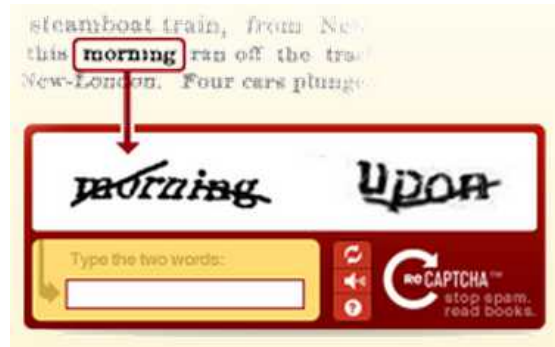 steamboat train, from New
this morning ran off the trac
New-London. Four cars plunge
morning upon
Type the two words:
reCAPTCHA™
stop spam.
read books.